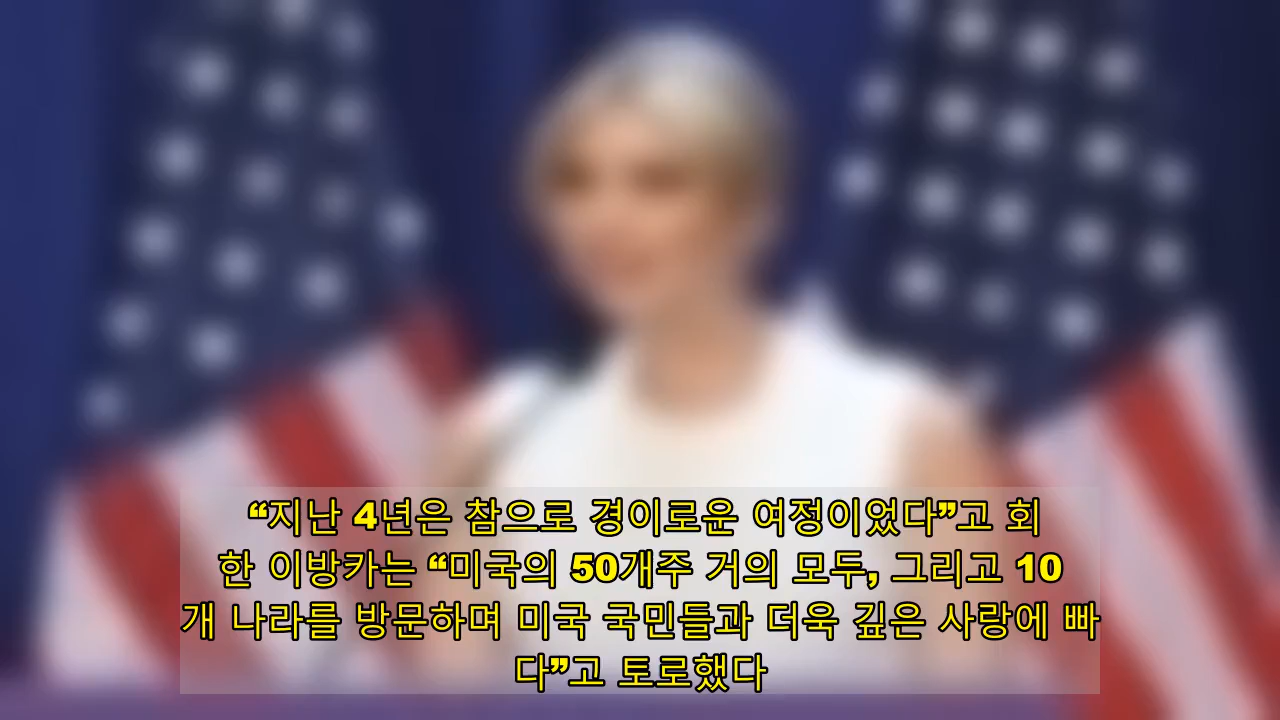 “지난 4년은 참으로 경이로운 여정이었다”고 회
한 이방카는 “미국의 50개주 거의 모두, 그리고 10
개 나라를 방문하며 미국 국민들과 더욱 깊은 사랑에 빠
다”고 토로했다